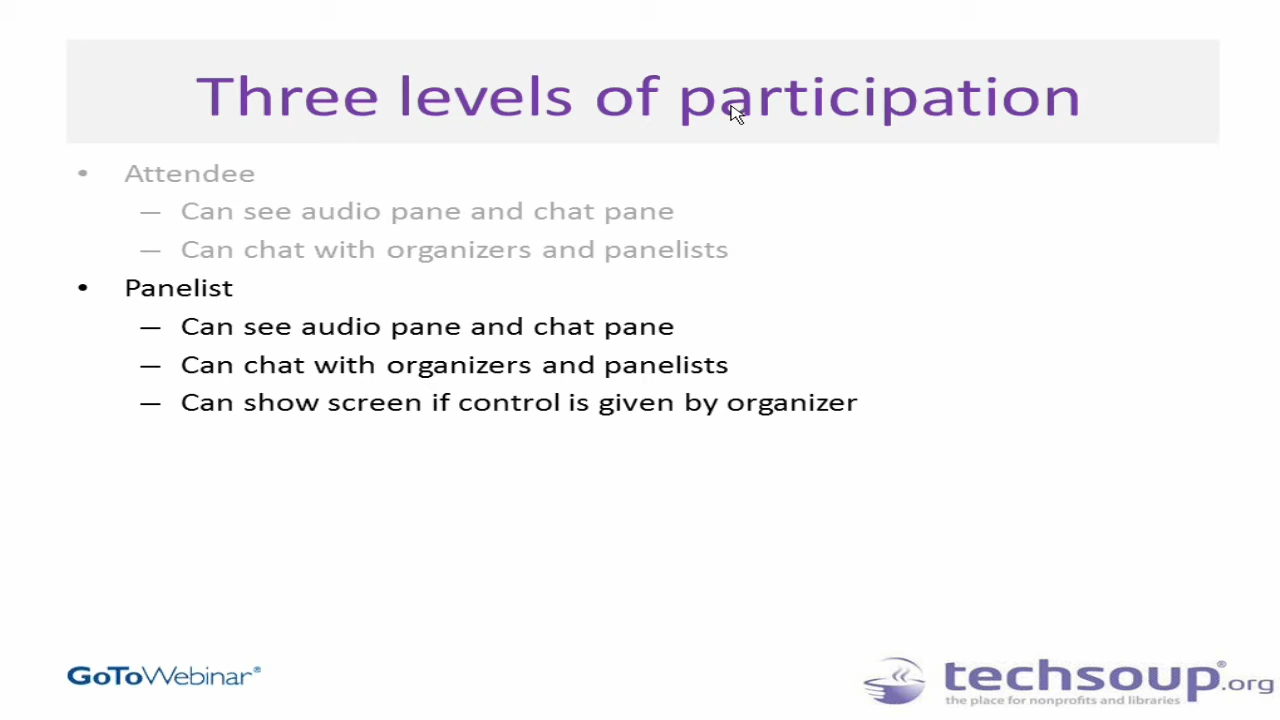 Three levels of participation
• Attendee
— Can see audio pane and chat pane
— Can chat with organizers and panelists
• Panelist
— Can see audio pane and chat pane
— Can chat with organizers and panelists
— Can show screen if control is given by organizer
GoToWebinar®
techsoup®.org
the place for nonprofits and libraries